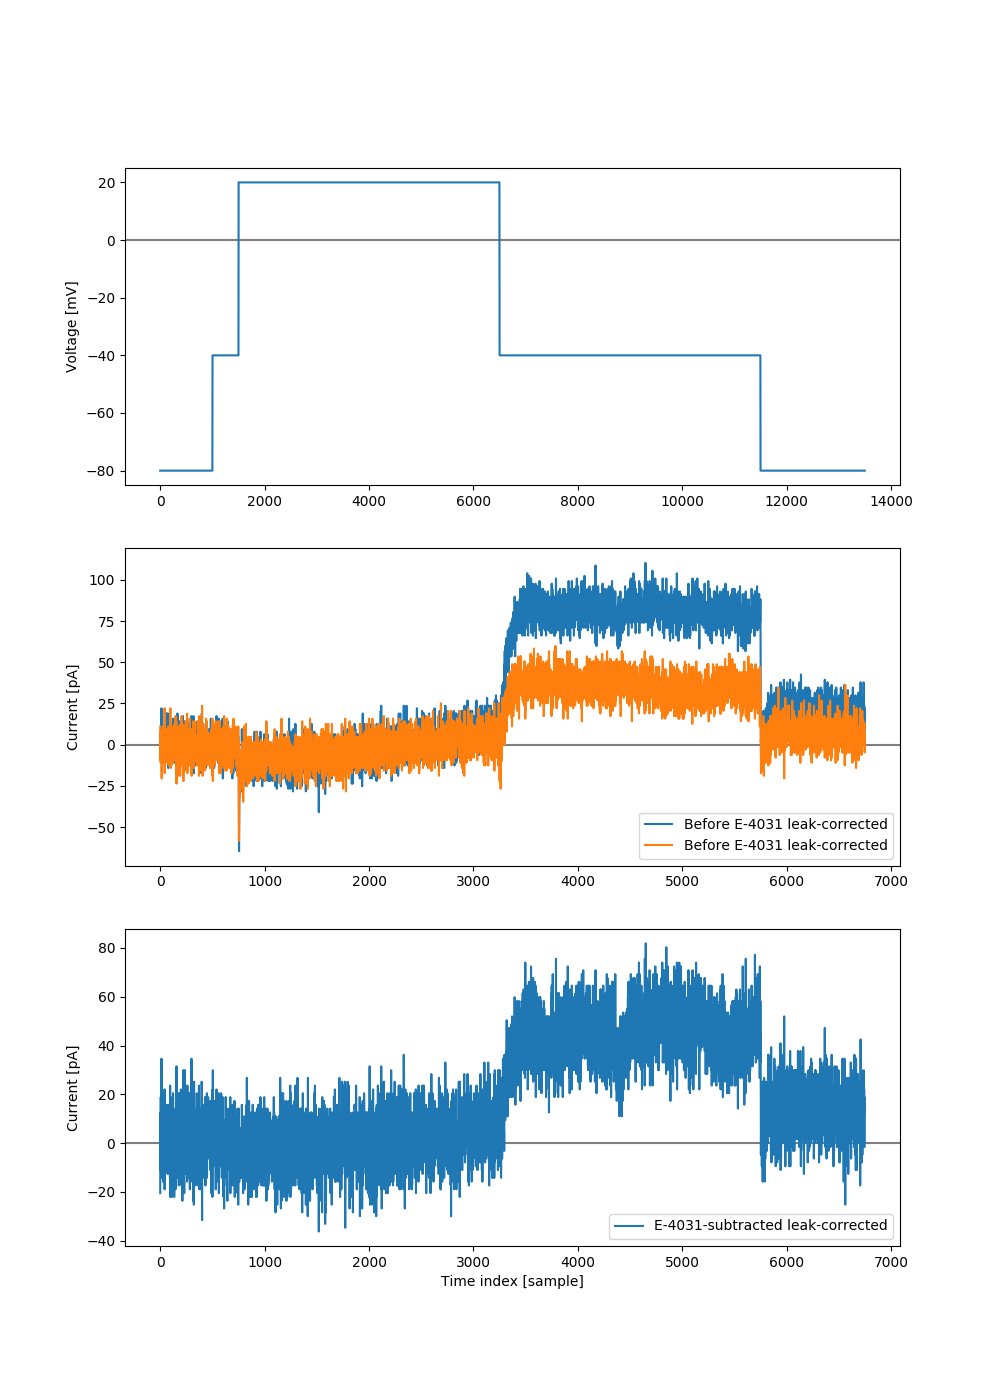 20
0
−20
−40
−60
−80
Voltage [mV]
0 2000 4000 6000 8000 10000 12000 14000
100
75
50
25
0
−25
−50
Current [pA]
Before E-4031 leak-corrected
Before E-4031 leak-corrected
0 1000 2000 3000 4000 5000 6000 7000
80
60
40
20
0
−20
−40
Current [pA]
E-4031-subtracted leak-corrected
0 1000 2000 3000 4000 5000 6000 7000
Time index [sample]